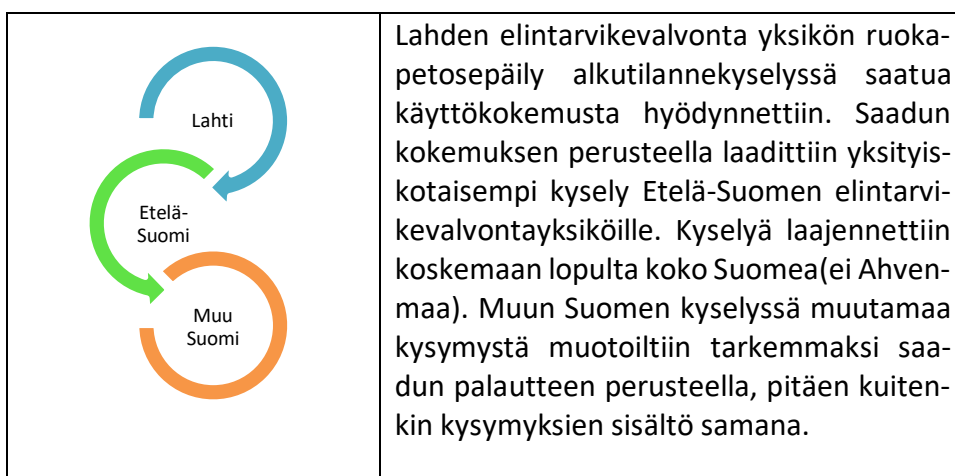 Lahti
Etelä-
Suomi
Muu
Suomi
Lahden elintarvikevalvonta yksikön ruoka-
petosepäily alkutilannekyselyssä saatua
käyttökokemusta hyödynnettiin. Saadun
kokemuksen perusteella laadittiin yksityis-
kotaisempi kysely Etelä-Suomen elintarvi-
kevalvontayksiköille. Kyselyä laajennettiin
koskemaan lopulta koko Suomea(ei Ahven-
maa). Muun Suomen kyselyssä muutamaa
kysymystä muotoiltiin tarkemmaksi saa-
dun palautteen perusteella, pitäen kuiten-
kin kysymyksien sisältö samana.